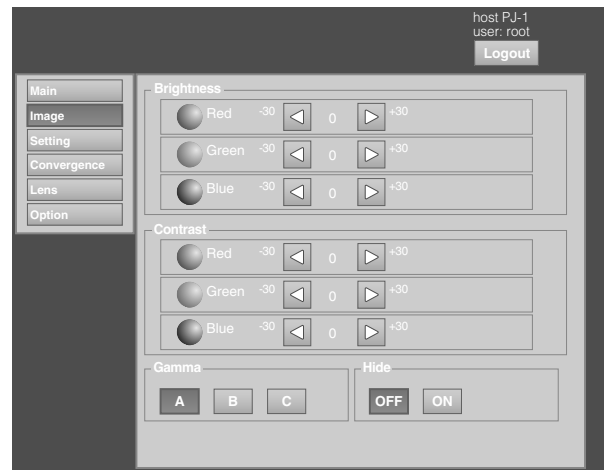 host PJ-1
user: root
Logout
Main
Image
Setting
Convergence
Lens
Option
Brightness
Red -30 0 +30
Green -30 0 +30
Blue -30 0 +30
Contrast
Red -30 0 +30
Green -30 0 +30
Blue -30 0 +30
Gamma
A B C
Hide
OFF ON